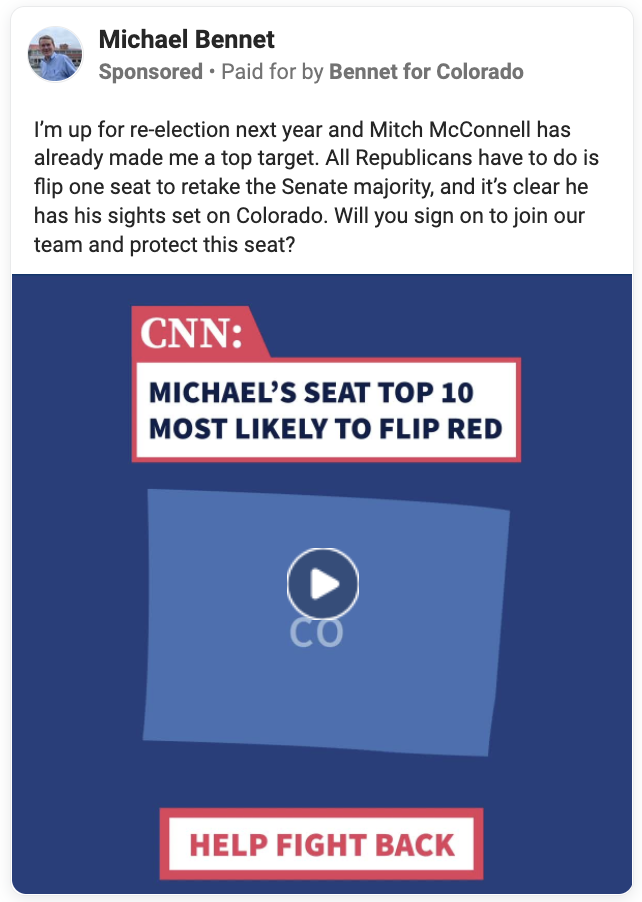 Michael Bennet
Sponsored • Paid for by Bennet for Colorado
I’m up for re-election next year and Mitch McConnell has
already made me a top target. All Republicans have to do is
flip one seat to retake the Senate majority, and it’s clear he
has his sights set on Colorado. Will you sign on to join our
team and protect this seat?
CNN:
MICHAEL’S SEAT TOP 10
MOST LIKELY TO FLIP RED
CO
HELP FIGHT BACK